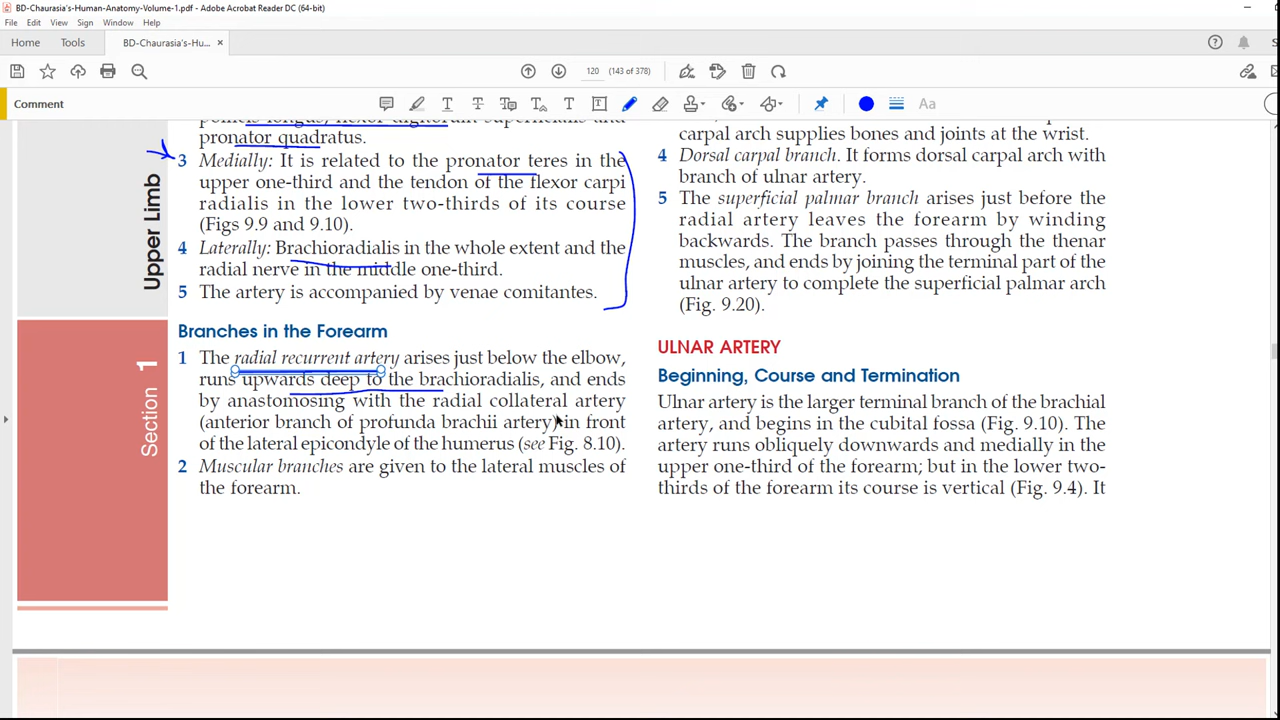 BD-Chaurasia's-Human-Anatomy-Volume-1.pdf - Adobe Acrobat Reader DC (64-bit)
File Edit View Sign Window Help
Home Tools BD-Chaurasia's-Hu... ×
120 (143 of 378)
Comment
Aa
pollicis longus, flexor digitorum superficialis and
pronator quadratus.
3 Medially: It is related to the pronator teres in the
upper one-third and the tendon of the flexor carpi
radialis in the lower two-thirds of its course
(Figs 9.9 and 9.10).
4 Laterally: Brachioradialis in the whole extent and the
radial nerve in the middle one-third.
5 The artery is accompanied by venae comitantes.
Branches in the Forearm
1 The radial recurrent artery arises just below the elbow,
runs upwards deep to the brachioradialis, and ends
by anastomosing with the radial collateral artery
(anterior branch of profunda brachii artery) in front
of the lateral epicondyle of the humerus (see Fig. 8.10).
2 Muscular branches are given to the lateral muscles of
the forearm.
carpal arch supplies bones and joints at the wrist.
4 Dorsal carpal branch. It forms dorsal carpal arch with
branch of ulnar artery.
5 The superficial palmar branch arises just before the
radial artery leaves the forearm by winding
backwards. The branch passes through the thenar
muscles, and ends by joining the terminal part of the
ulnar artery to complete the superficial palmar arch
(Fig. 9.20).
ULNAR ARTERY
Beginning, Course and Termination
Ulnar artery is the larger terminal branch of the brachial
artery, and begins in the cubital fossa (Fig. 9.10). The
artery runs obliquely downwards and medially in the
upper one-third of the forearm; but in the lower two-
thirds of the forearm its course is vertical (Fig. 9.4). It
Upper Limb
Section 1